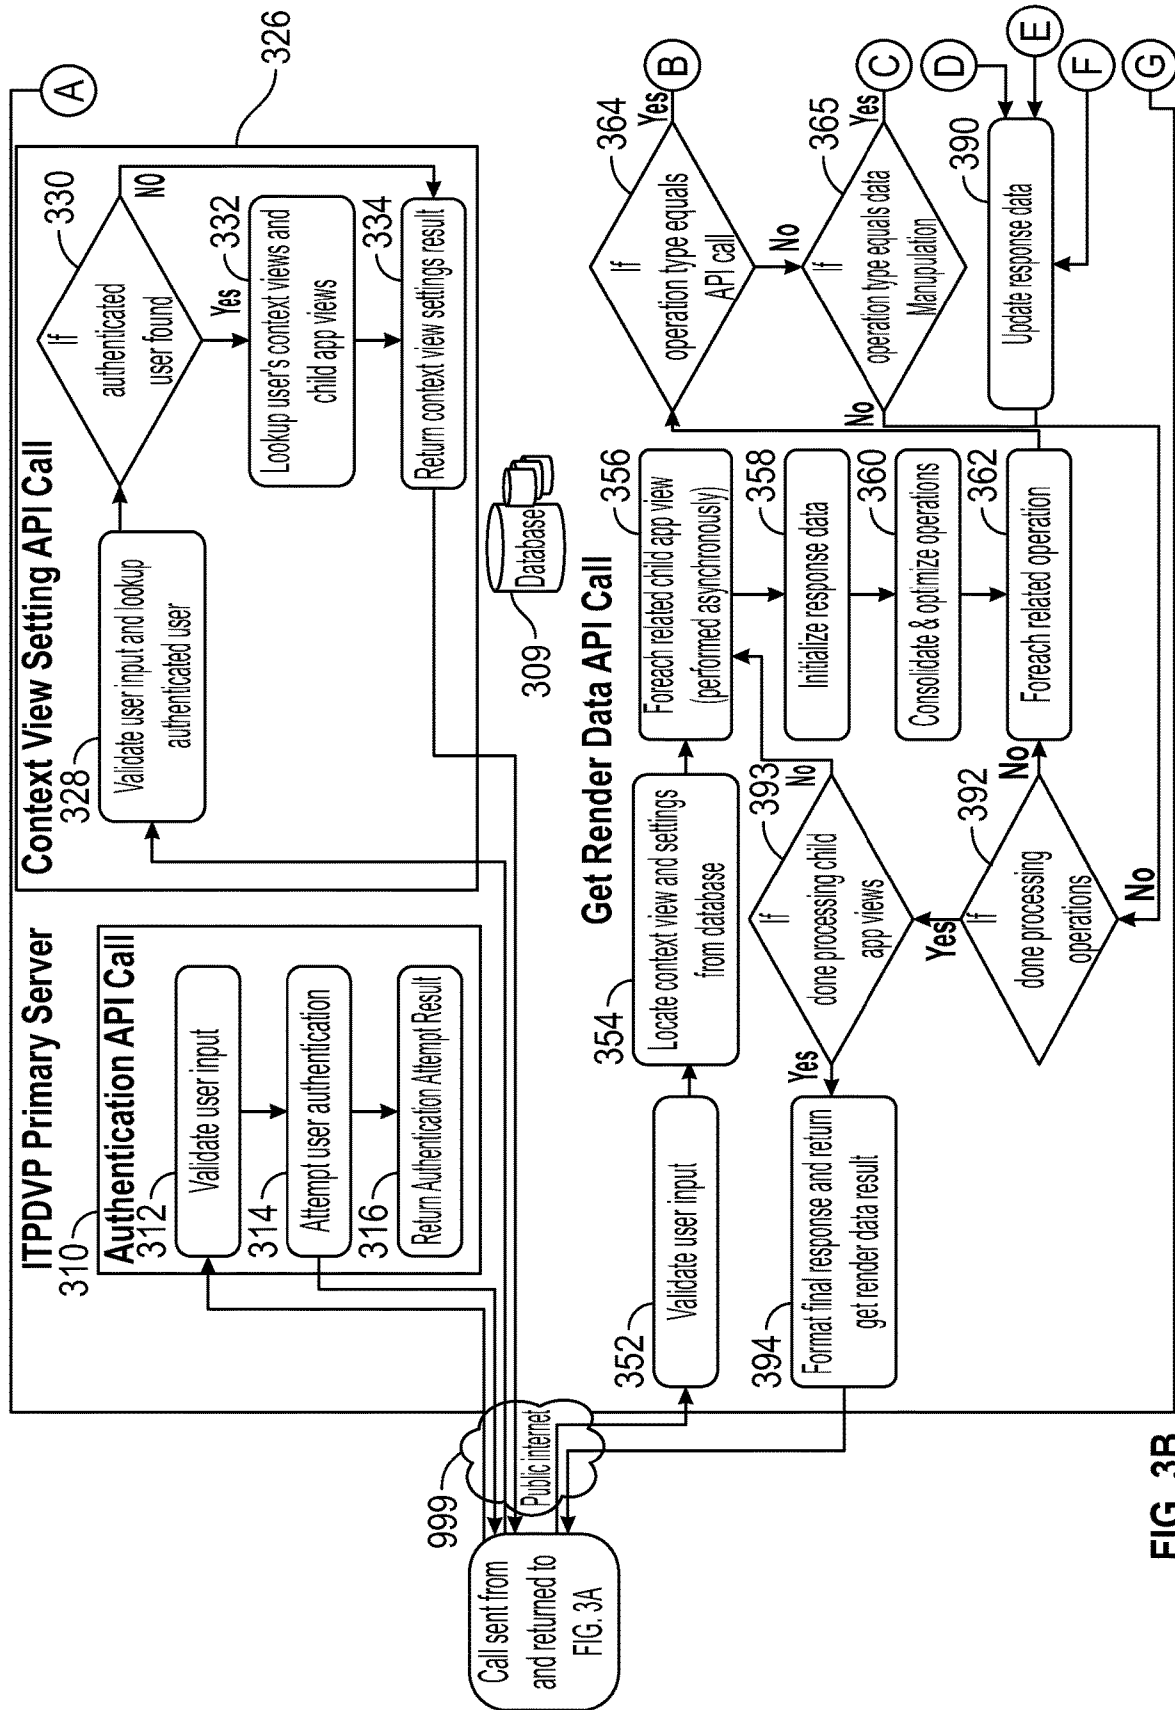 ITPDVP Primary Server
310
Authentication API Call
312
Validate user input
314
Attempt user authentication
316
Return Authentication Attempt Result
Context View Setting API Call
326
328
Validate user input and lookup
authenticated user
330
If
authenticated
user found
NO
Yes
332
Lookup user's context views and
child app views
334
Return context view settings result
A
999
Public internet
Call sent from
and returned to
FIG. 3A
309
Database
Get Render Data API Call
352
Validate user input
354
Locate context view and settings
from database
356
Foreach related child app view
(performed asynchronously)
358
Initialize response data
360
Consolidate & optimize operations
362
Foreach related operation
364
If
operation type equals
API call
Yes
B
No
365
If
operation type equals data
Manupulation
Yes
C
No
390
Update response data
D
E
F
G
392
If
done processing
operations
No
No
Yes
393
If
done processing child
app views
No
Yes
394
Format final response and return
get render data result
FIG. 3B